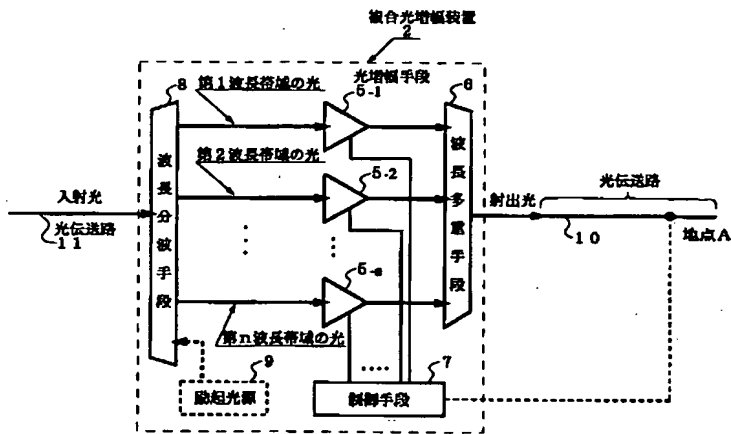 複合光増幅装置
2
光増幅手段
8
第1波長帯域の光
5-1
6
第2波長帯域の光
5-2
波長分波手段
波長多重手段
入射光
光伝送路
11
射出光
光伝送路
10
地点A
5-n
第n波長帯域の光
9
励起光源
7
制御手段